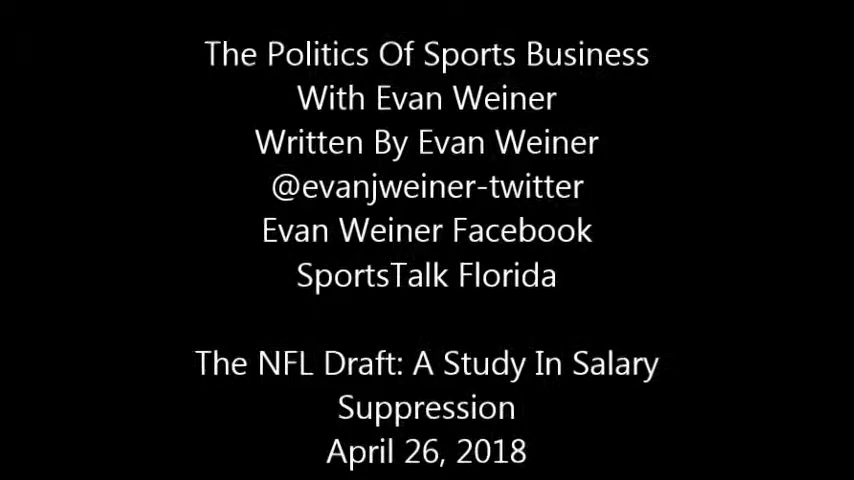 The Politics Of Sports Business
With Evan Weiner
Written By Evan Weiner
@evanjweiner-twitter
Evan Weiner Facebook
SportsTalk Florida
The NFL Draft: A Study In Salary
Suppression
April 26, 2018